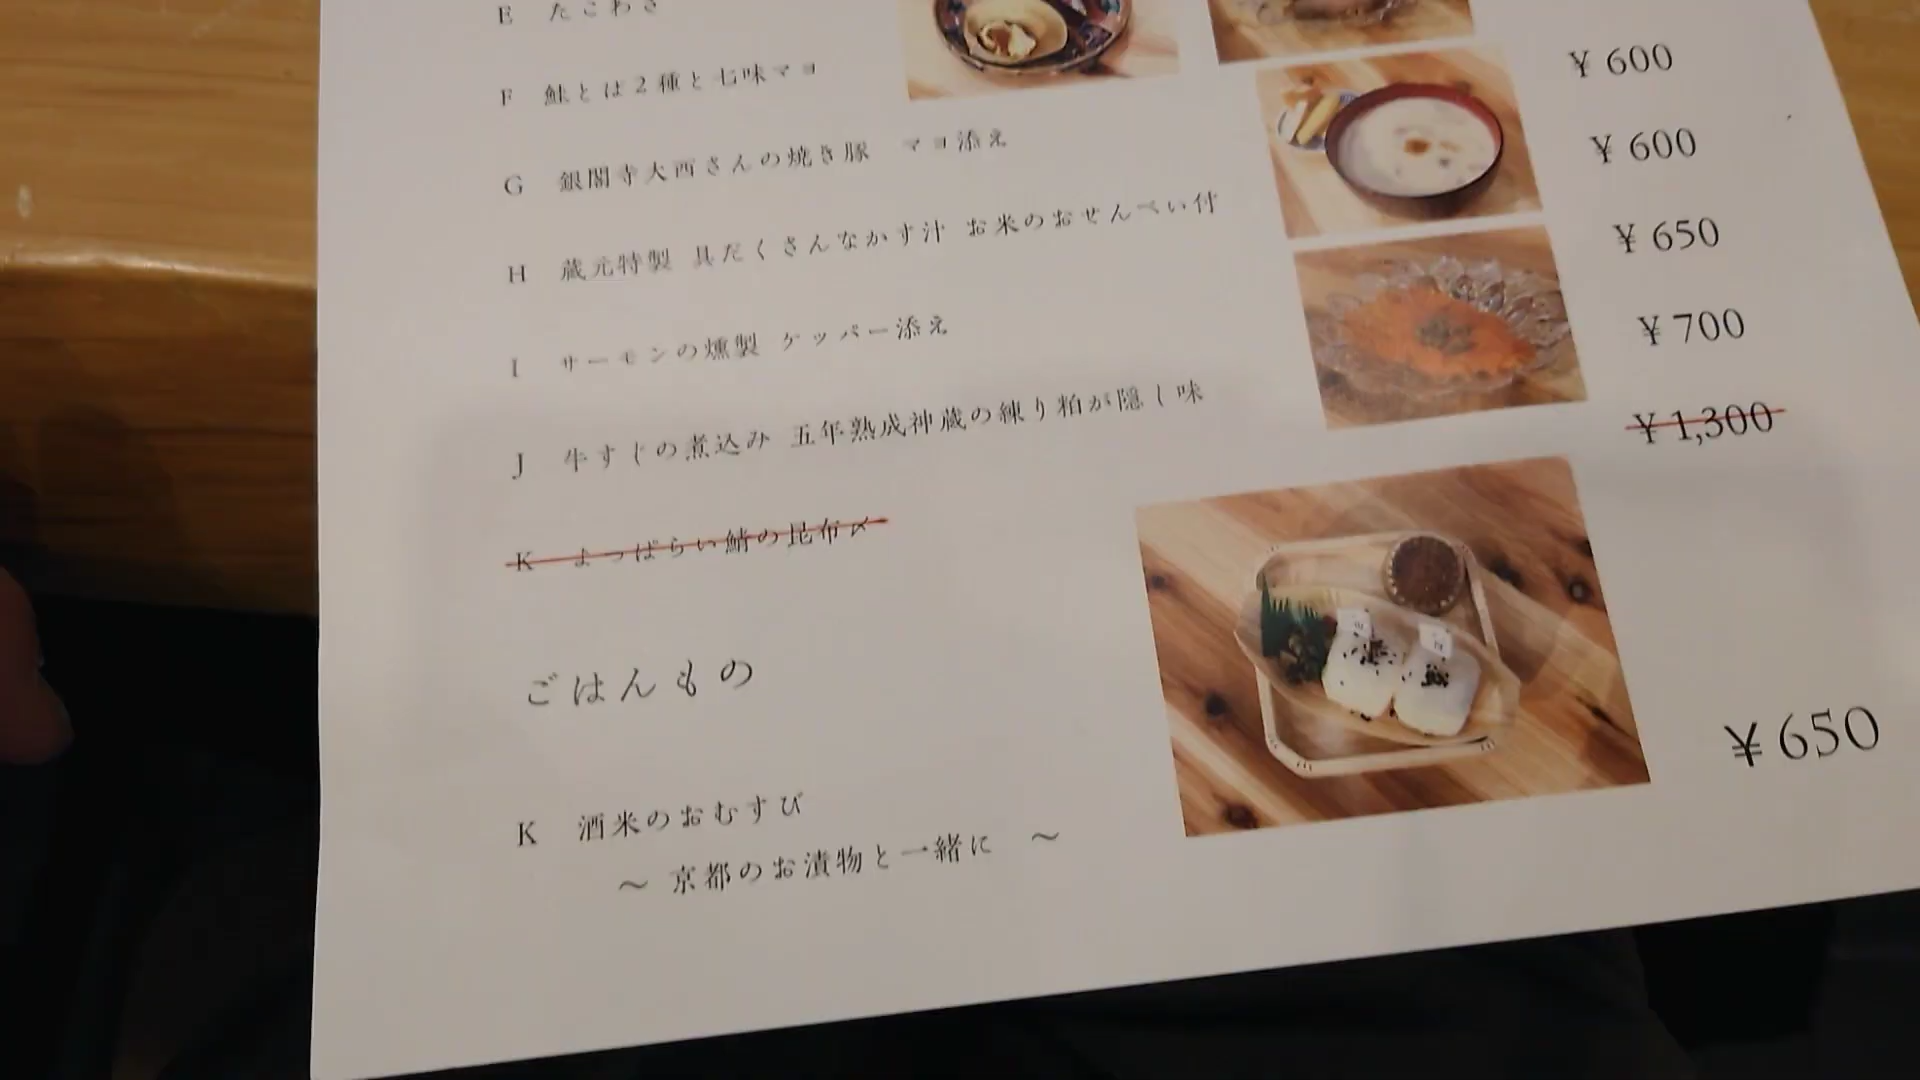 E たこわさ
F 鮭とば2種と七味マヨ
G 銀閣寺大西さんの焼き豚 マヨ添え ¥600
H 蔵元特製 具だくさんなかす汁 お米のおせんべい付 ¥600
I サーモンの燻製 ケッパー添え ¥650
J 牛すじの煮込み 五年熟成神蔵の練り粕が隠し味 ¥700
K よっぱらい鯖の昆布〆 ¥1,300
ごはんもの
K 酒米のおむすび ¥650
～ 京都のお漬物と一緒に ～